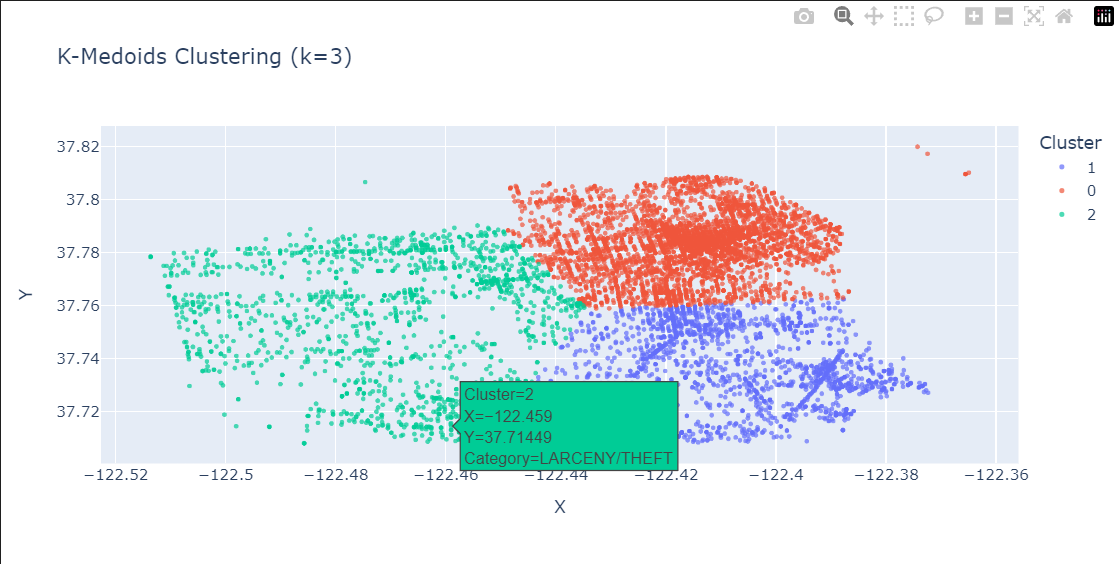 K-Medoids Clustering (k=3)
37.82
37.8
37.78
37.76
37.74
37.72
Y
Cluster
1
0
2
Cluster=2
X=−122.459
Y=37.71449
Category=LARCENY/THEFT
−122.52 −122.5 −122.48 −122.46 −122.44 −122.42 −122.4 −122.38 −122.36
X